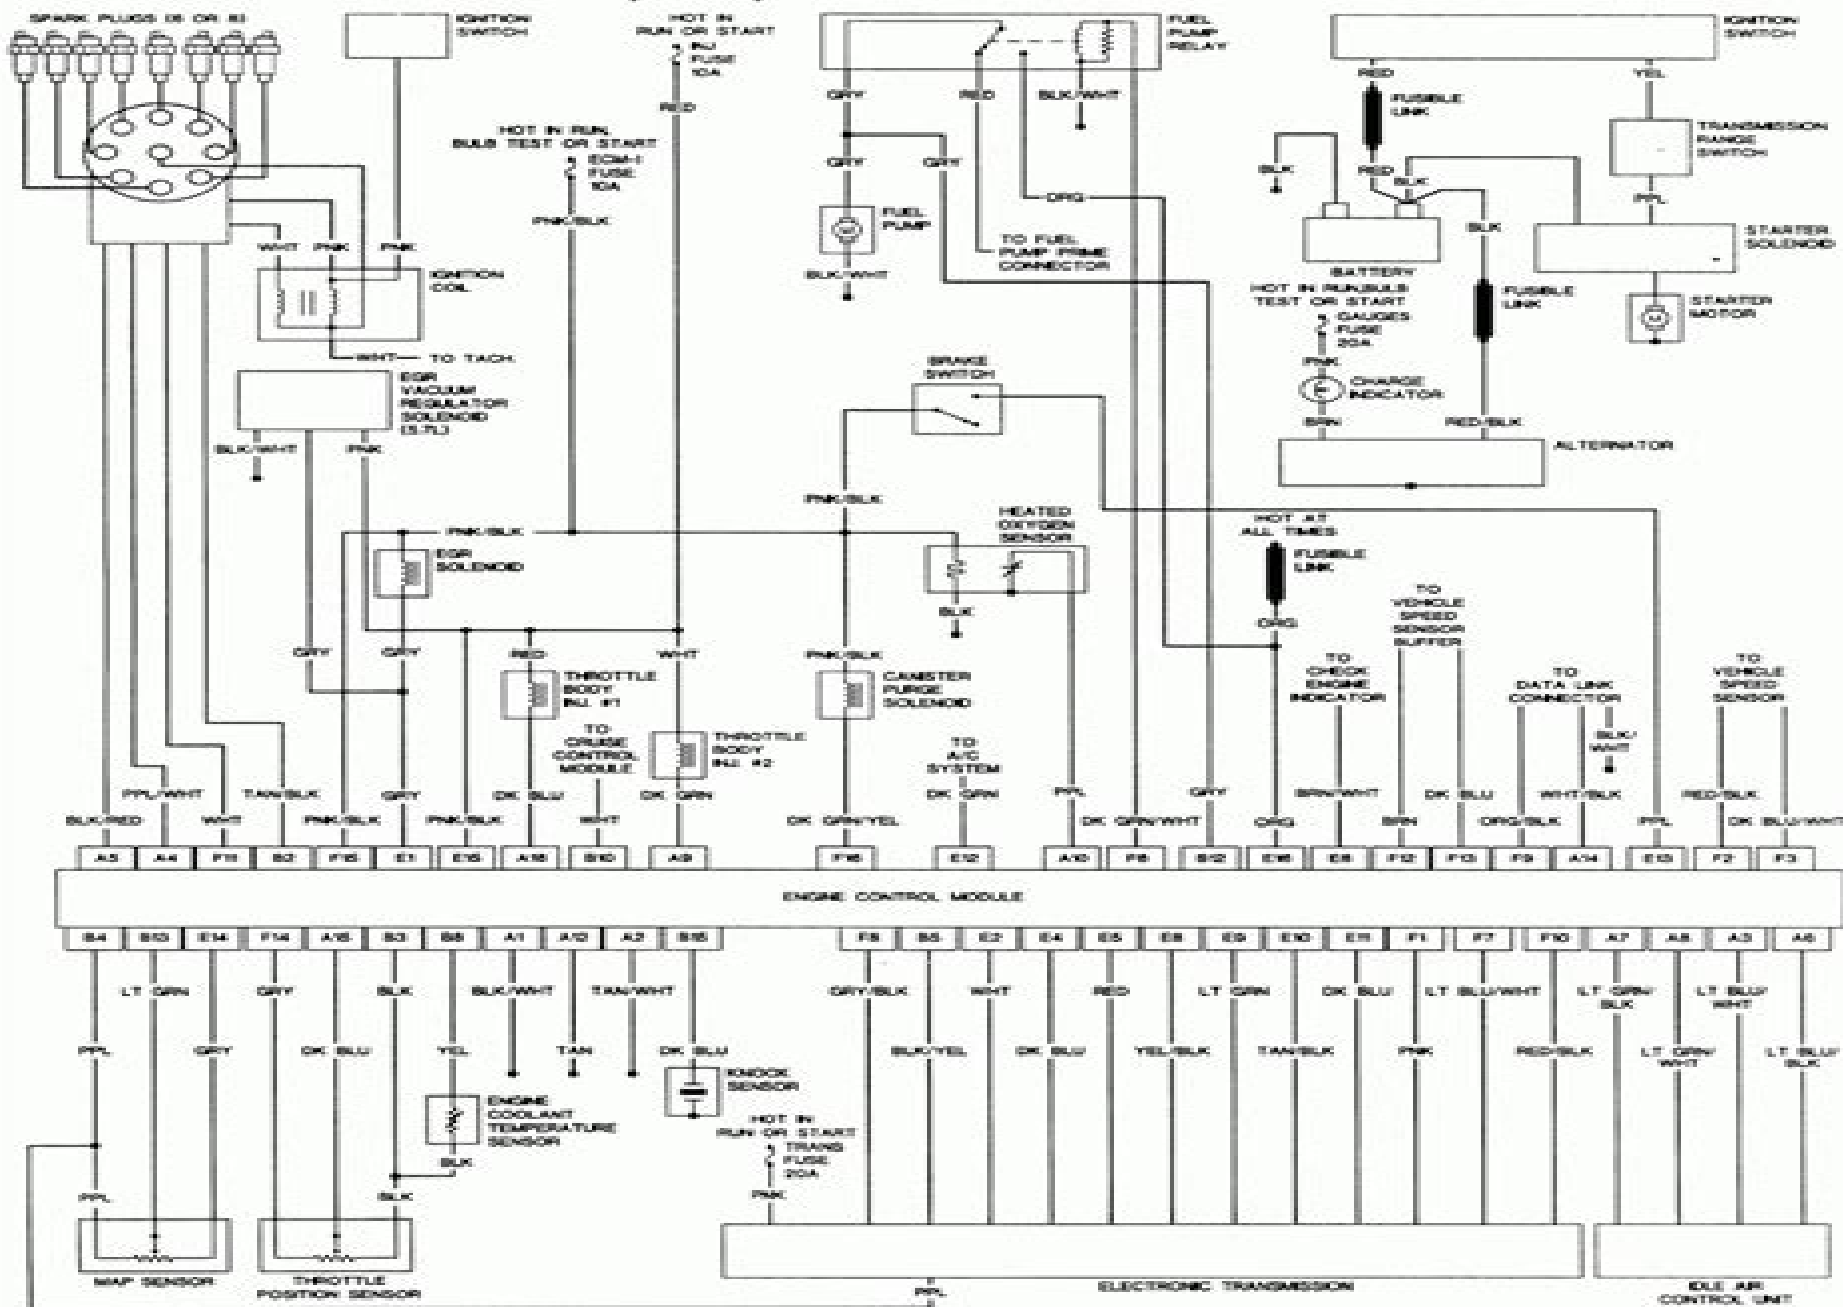 SPARK PLUGS (6 OR 8)
IGNITION
SWITCH
HOT IN
RUN OR START
INJ
FUSE
10A
RED
FUEL
PUMP
RELAY
GRY
RED
BLK/WHT
IGNITION
SWITCH
RED
YEL
FUSIBLE
LINK
TRANSMISSION
RANGE
SWITCH
HOT IN RUN,
BULB TEST OR START
ECM-1
FUSE
10A
PNK/BLK
GRY
GRY
ORG
BLK
RED
BLK
PPL
FUEL
PUMP
BLK/WHT
TO FUEL
PUMP PRIME
CONNECTOR
BLK
STARTER
SOLENOID
WHT
PNK
PNK
IGNITION
COIL
BATTERY
HOT IN RUN,BULB
TEST OR START
GAUGES
FUSE
20A
FUSIBLE
LINK
STARTER
MOTOR
WHT
TO TACH.
PNK
CHARGE
INDICATOR
BRN
RED/BLK
ALTERNATOR
EGR
VACUUM
REGULATOR
SOLENOID
(5.7L)
BLK/WHT
PNK
BRAKE
SWITCH
PNK/BLK
PNK/BLK
EGR
SOLENOID
HEATED
OXYGEN
SENSOR
BLK
HOT AT
ALL TIMES
FUSIBLE
LINK
ORG
TO
VEHICLE
SPEED
SENSOR
BUFFER
GRY
GRY
RED
WHT
PNK/BLK
THROTTLE
BODY
INJ. #1
CANISTER
PURGE
SOLENOID
TO
CHECK
ENGINE
INDICATOR
TO
DATA LINK
CONNECTOR
TO
VEHICLE
SPEED
SENSOR
TO
CRUISE
CONTROL
MODULE
THROTTLE
BODY
INJ. #2
TO
A/C
SYSTEM
BLK/
WHT
PPL/WHT
TAN/BLK
GRY
DK BLU
DK GRN
DK GRN
PPL
GRY
BRN/WHT
DK BLU
WHT/BLK
RED/BLK
BLK/RED
WHT
PNK/BLK
PNK/BLK
WHT
DK GRN/YEL
DK GRN/WHT
ORG
BRN
ORG/BLK
PPL
DK BLU/WHT
A5 A4 F11 B2 F15 E1 E15 A16 B10 A9 F16 E12 A10 F6 B12 E16 E6 F12 F13 F9 A14 E13 F2 F3
ENGINE CONTROL MODULE
B4 B13 E14 F14 A15 B3 B8 A1 A12 A2 B15 F8 B5 E2 E4 E5 E8 E9 E10 E11 F1 F7 F10 A7 A8 A3 A6
LT GRN
GRY
BLK
BLK/WHT
TAN/WHT
GRY/BLK
WHT
RED
LT GRN
DK BLU
LT BLU/WHT
LT GRN/
BLK
LT BLU/
WHT
PPL
GRY
DK BLU
YEL
TAN
DK BLU
BLK/YEL
DK BLU
YEL/BLK
TAN/BLK
PNK
RED/BLK
LT GRN/
WHT
LT BLU/
BLK
KNOCK
SENSOR
ENGINE
COOLANT
TEMPERATURE
SENSOR
BLK
HOT IN
RUN OR START
TRANS
FUSE
20A
PNK
PPL
BLK
MAP SENSOR
THROTTLE
POSITION SENSOR
PPL
ELECTRONIC TRANSMISSION
IDLE AIR
CONTROL UNIT